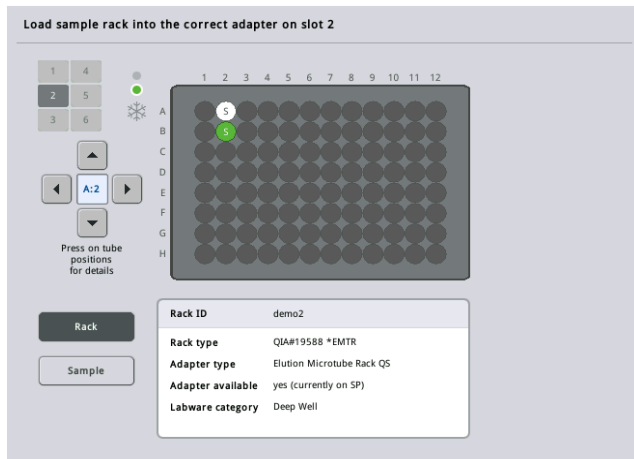 Load sample rack into the correct adapter on slot 2
1 4
2 5
3 6
1 2 3 4 5 6 7 8 9 10 11 12
A S
B S
C
D
E
F
G
H
A:2
Press on tube
positions
for details
Rack
Sample
Rack ID demo2
Rack type QIA#19588 *EMTR
Adapter type Elution Microtube Rack QS
Adapter available yes (currently on SP)
Labware category Deep Well